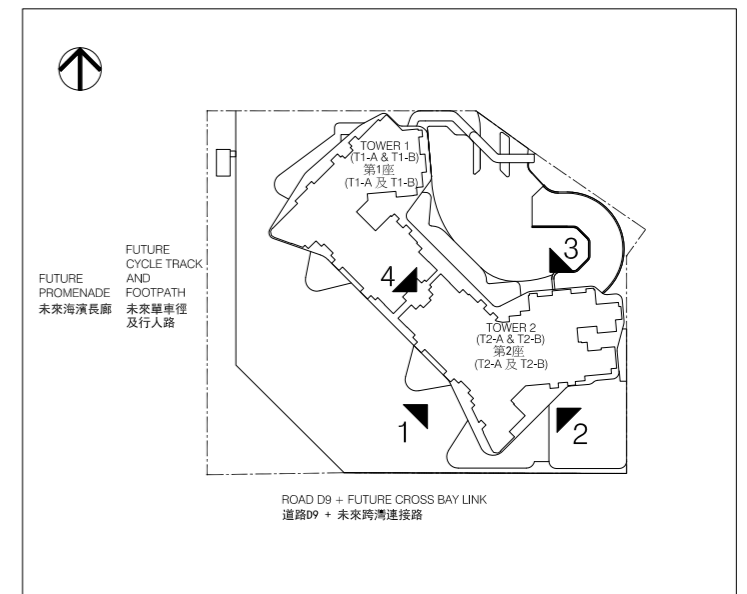 TOWER 1
(T1-A & T1-B)
第1座
(T1-A 及 T1-B)
3
4
FUTURE
PROMENADE
未來海濱長廊
FUTURE
CYCLE TRACK
AND
FOOTPATH
未來單車徑
及行人路
TOWER 2
(T2-A & T2-B)
第2座
(T2-A 及 T2-B)
1
2
ROAD D9 + FUTURE CROSS BAY LINK
道路D9 + 未來跨灣連接路